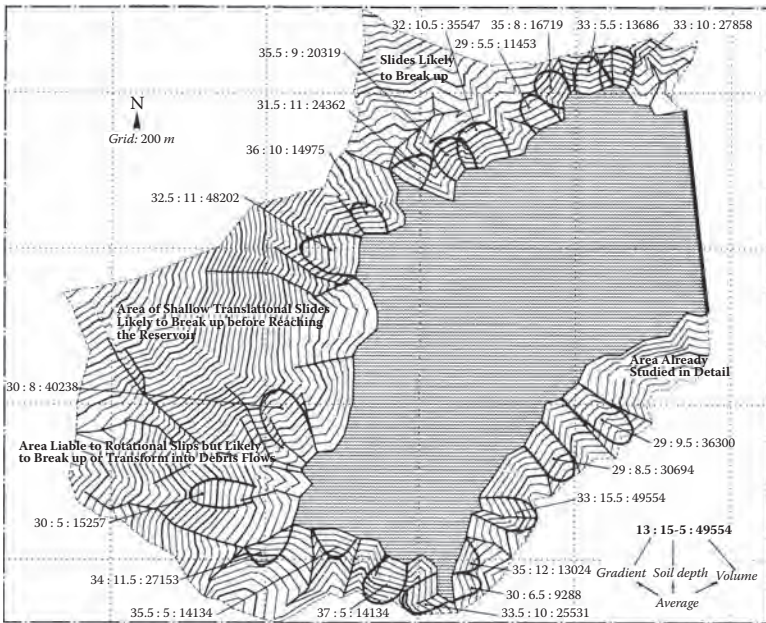 32 : 10.5 : 35547
35 : 8 : 16719
33 : 5.5 : 13686
33 : 10 : 27858
29 : 5.5 : 11453
35.5 : 9 : 20319
Slides Likely
to Break up
31.5 : 11 : 24362
N
Grid: 200 m
36 : 10 : 14975
32.5 : 11 : 48202
Area of Shallow Translational Slides
Likely to Break up before Reaching
the Reservoir
Area Already
Studied in Detail
30 : 8 : 40238
Area Liable to Rotational Slips but Likely
to Break up or Transform into Debris Flows
29 : 9.5 : 36300
29 : 8.5 : 30694
33 : 15.5 : 49554
30 : 5 : 15257
13 : 15-5 : 49554
35 : 12 : 13024
Gradient Soil depth Volume
34 : 11.5 : 27153
30 : 6.5 : 9288
Average
35.5 : 5 : 14134
37 : 5 : 14134
33.5 : 10 : 25531